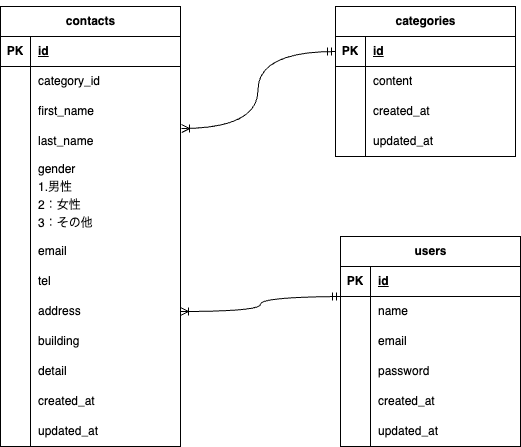 contacts
PK id
category_id
first_name
last_name
gender
1.男性
2：女性
3：その他
email
tel
address
building
detail
created_at
updated_at
categories
PK id
content
created_at
updated_at
users
PK id
name
email
password
created_at
updated_at